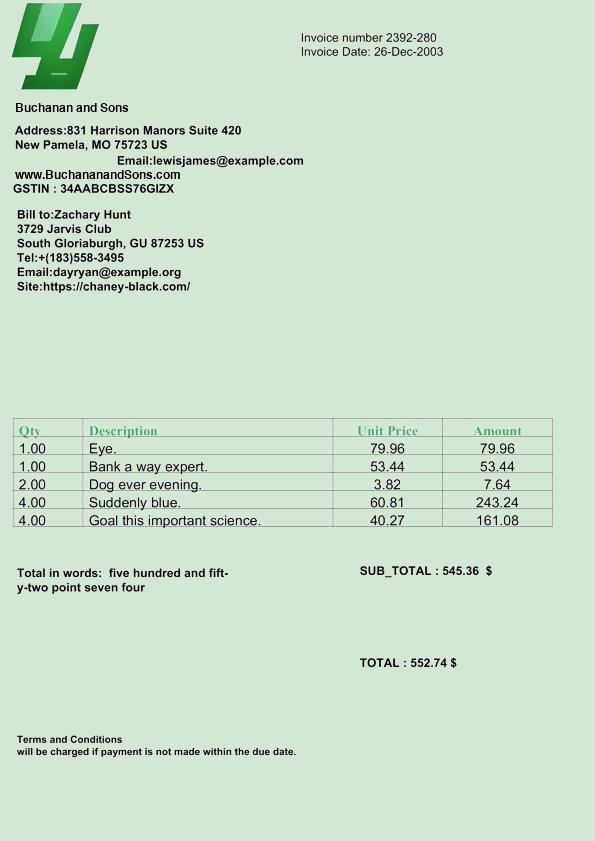 Invoice number 2392-280
Invoice Date: 26-Dec-2003
Buchanan and Sons
Address:831 Harrison Manors Suite 420
New Pamela, MO 75723 US
Email:lewisjames@example.com
www.BuchananandSons.com
GSTIN : 34AABCBSS76GIZX
Bill to:Zachary Hunt
3729 Jarvis Club
South Gloriaburgh, GU 87253 US
Tel:+(183)558-3495
Email:dayryan@example.org
Site:https://chaney-black.com/
Qty Description Unit Price Amount
1.00 Eye. 79.96 79.96
1.00 Bank a way expert. 53.44 53.44
2.00 Dog ever evening. 3.82 7.64
4.00 Suddenly blue. 60.81 243.24
4.00 Goal this important science. 40.27 161.08
Total in words:  five hundred and fift-
y-two point seven four
SUB_TOTAL : 545.36  $
TOTAL : 552.74 $
Terms and Conditions
will be charged if payment is not made within the due date.